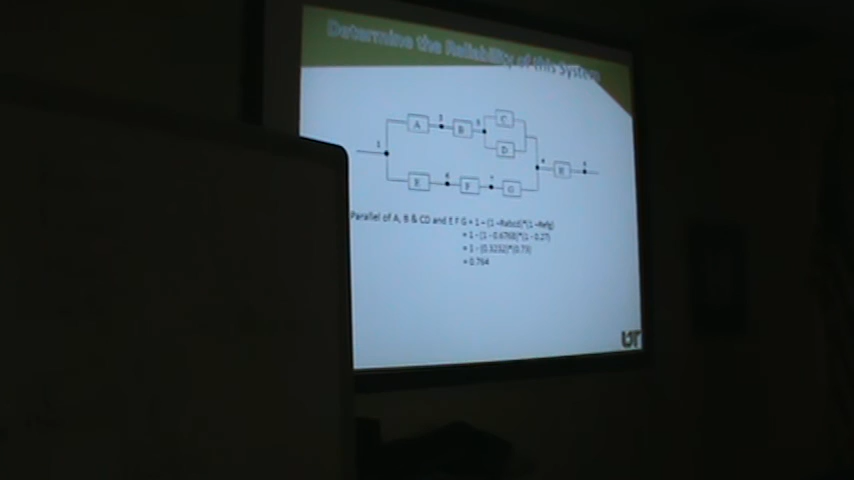 Determine the Reliability of this System
A
B
C
D
E
F
G
H
Parallel of A, B & CD and E F G = 1 - (1 -Rabcd)*(1 -Refg)
= 1 - (1 - 0.6768)*(1 - 0.27)
= 1 - (0.3232)*(0.73)
= 0.764